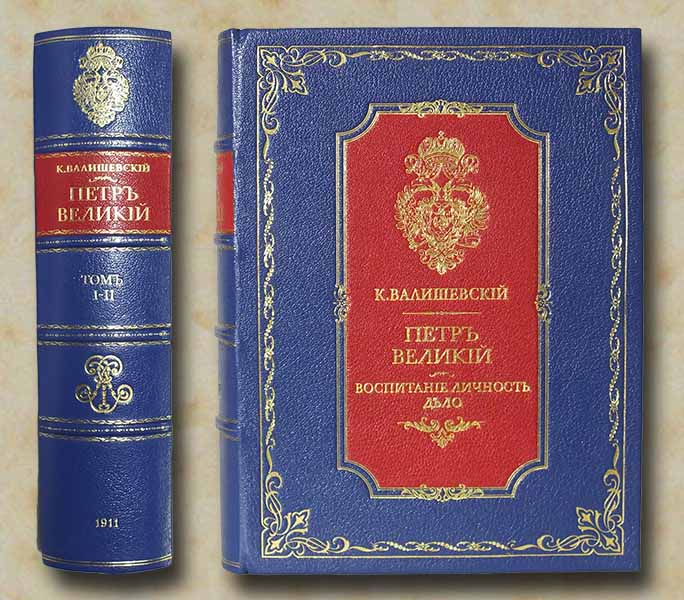 К. ВАЛИШЕВСКІЙ
ПЕТРЪ
ВЕЛИКІЙ
ТОМЪ
I-II
1911
К. ВАЛИШЕВСКІЙ
ПЕТРЪ
ВЕЛИКІЙ
ВОСПИТАНІЕ ЛИЧНОСТЬ
ДѢЛО